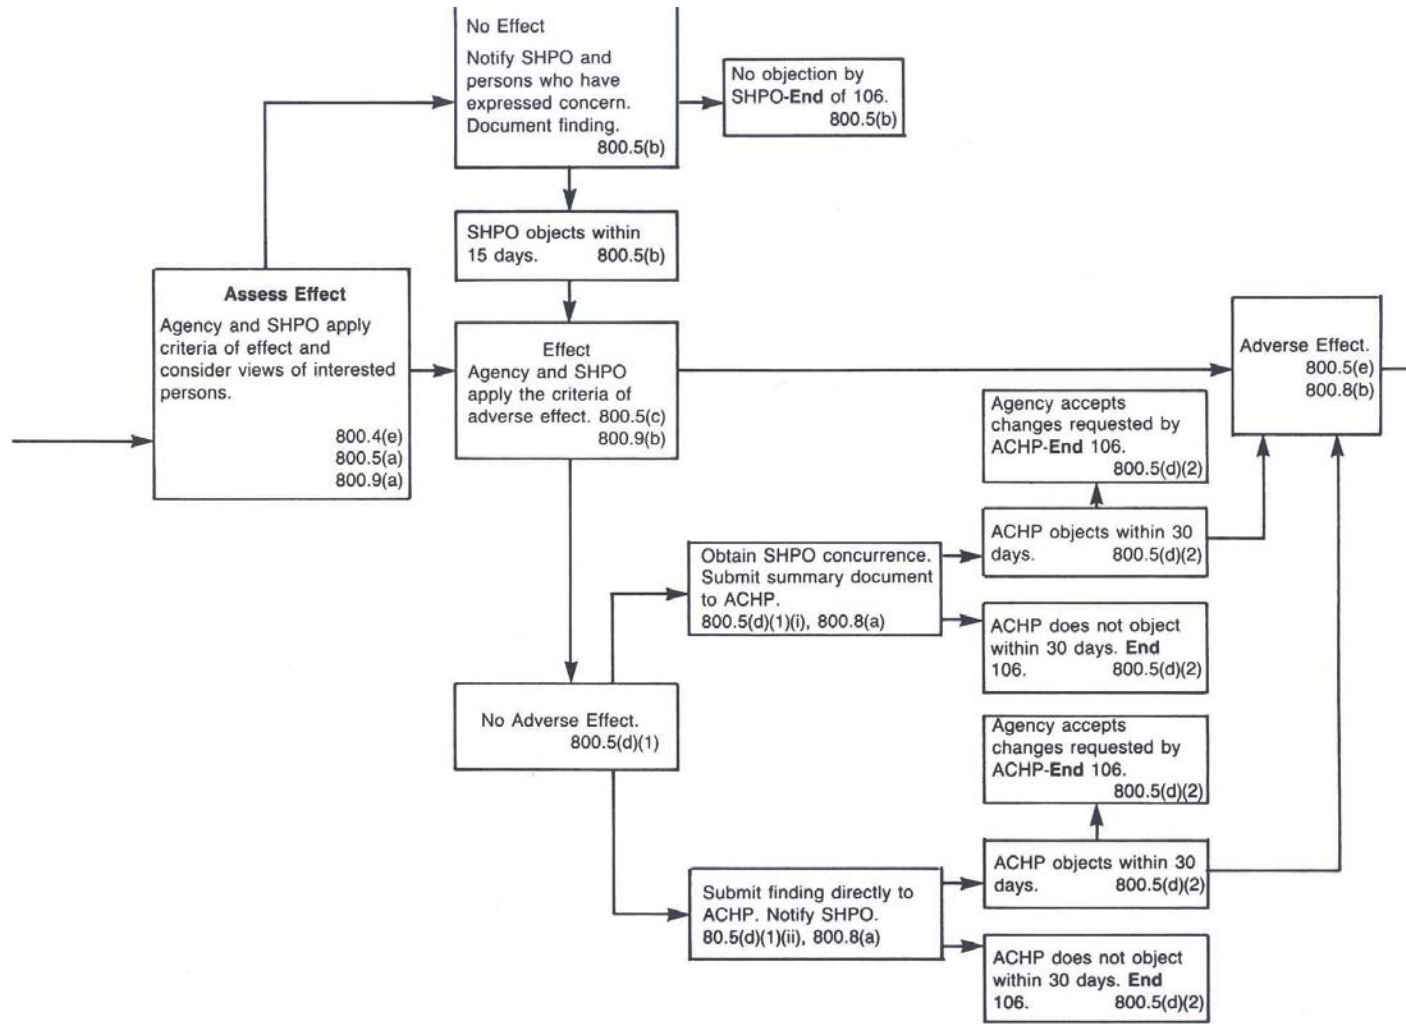 No Effect
Notify SHPO and
persons who have
expressed concern.
Document finding.
800.5(b)
No objection by
SHPO-End of 106.
800.5(b)
SHPO objects within
15 days. 800.5(b)
Assess Effect
Agency and SHPO apply
criteria of effect and
consider views of interested
persons.
800.4(e)
800.5(a)
800.9(a)
Effect
Agency and SHPO
apply the criteria of
adverse effect. 800.5(c)
800.9(b)
Adverse Effect.
800.5(e)
800.8(b)
Agency accepts
changes requested by
ACHP-End 106.
800.5(d)(2)
Obtain SHPO concurrence.
Submit summary document
to ACHP.
800.5(d)(1)(i), 800.8(a)
ACHP objects within 30
days. 800.5(d)(2)
ACHP does not object
within 30 days. End
106. 800.5(d)(2)
No Adverse Effect.
800.5(d)(1)
Agency accepts
changes requested by
ACHP-End 106.
800.5(d)(2)
Submit finding directly to
ACHP. Notify SHPO.
80.5(d)(1)(ii), 800.8(a)
ACHP objects within 30
days. 800.5(d)(2)
ACHP does not object
within 30 days. End
106. 800.5(d)(2)